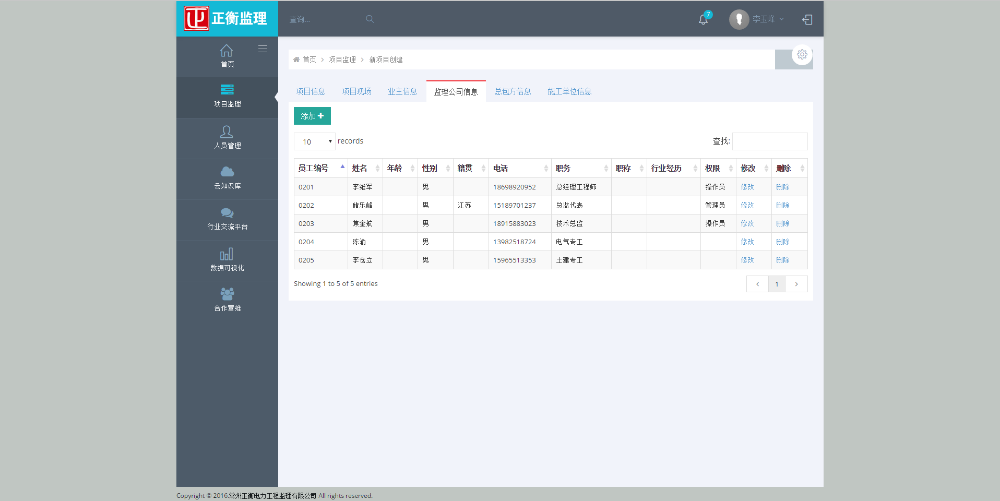 正衡监理
查询...
7
李玉峰
首页
项目监理
人员管理
云知识库
行业交流平台
数据可视化
合作营维
首页 > 项目监理 > 新项目创建
项目信息 项目现场 业主信息 监理公司信息 总包方信息 施工单位信息
添加
10 records
查找:
员工编号 姓名 年龄 性别 籍贯 电话 职务 职称 行业经历 权限 修改 删除
0201 李维军 男 18698920952 总经理工程师 操作员 修改 删除
0202 储乐峰 男 江苏 15189701237 总监代表 管理员 修改 删除
0203 焦奎航 男 18915883023 技术总监 操作员 修改 删除
0204 陈渝 男 13982518724 电气专工 修改 删除
0205 李仓立 男 15965513353 土建专工 修改 删除
Showing 1 to 5 of 5 entries
1
Copyright © 2016.常州正衡电力工程监理有限公司 All rights reserved.